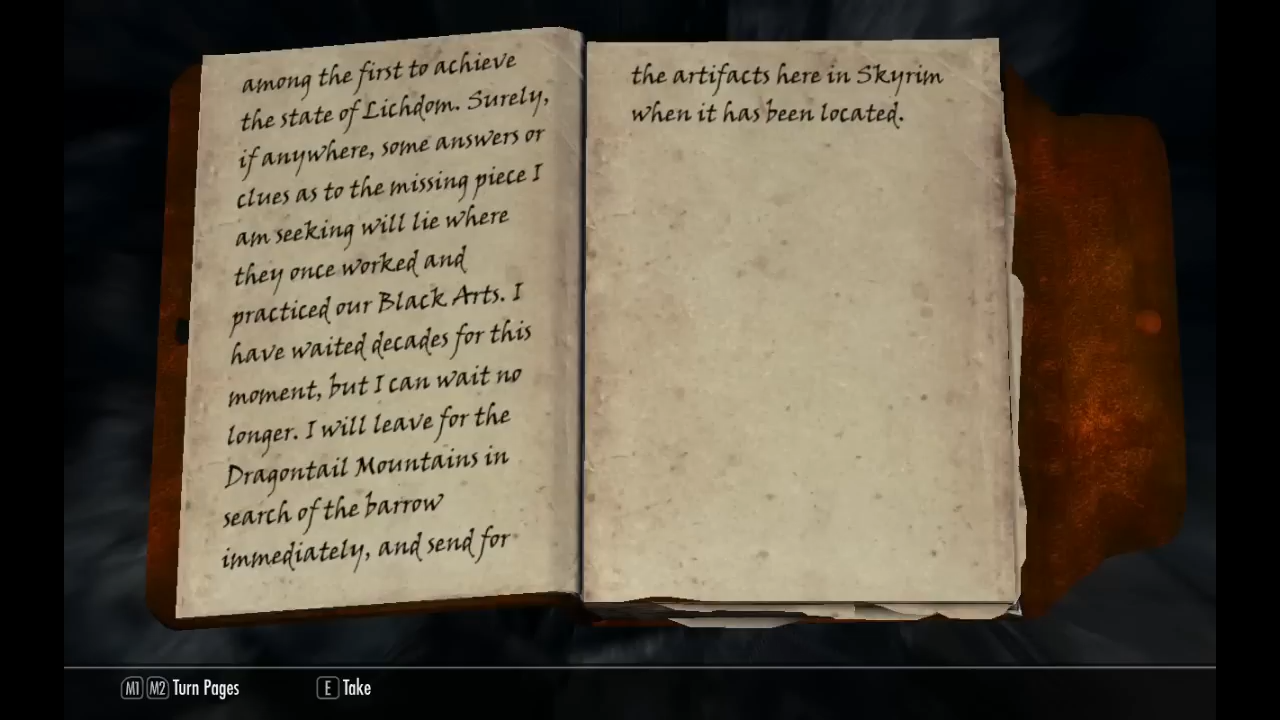 among the first to achieve
the state of Lichdom. Surely,
if anywhere, some answers or
clues as to the missing piece I
am seeking will lie where
they once worked and
practiced our Black Arts. I
have waited decades for this
moment, but I can wait no
longer. I will leave for the
Dragontail Mountains in
search of the barrow
immediately, and send for
the artifacts here in Skyrim
when it has been located.
M1 M2 Turn Pages
E Take